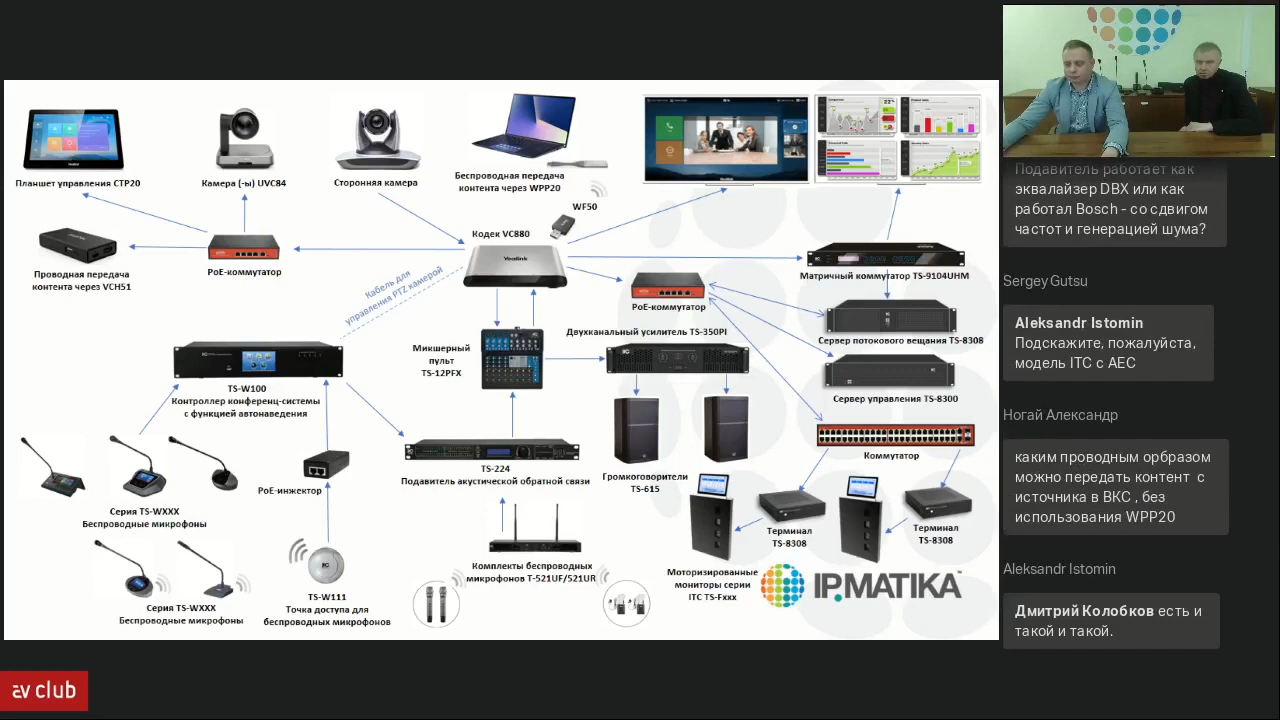 Планшет управления CTP20
Камера (-ы) UVC84
Сторонняя камера
Беспроводная передача
контента через WPP20
WF50
Кодек VC880
Yealink
Проводная передача
контента через VCH51
PoE-коммутатор
Кабель для
управления PTZ камерой
PoE-коммутатор
Матричный коммутатор TS-9104UHM
Сервер потокового вещания TS-8308
Сервер управления TS-8300
Коммутатор
Микшерный
пульт
TS-12PFX
Двухканальный усилитель TS-350PI
TS-W100
Контроллер конференц-системы
с функцией автонаведения
TS-224
Подавитель акустической обратной связи
Громкоговорители
TS-615
PoE-инжектор
Серия TS-WXXX
Беспроводные микрофоны
Комплекты беспроводных
микрофонов T-521UF/521UR
Терминал
TS-8308
Терминал
TS-8308
Моторизированные
мониторы серии
ITC TS-Fxxx
IPMATIKA
Серия TS-WXXX
Беспроводные микрофоны
TS-W111
Точка доступа для
беспроводных микрофонов
av club
Подавитель работает как
эквалайзер DBX или как
работал Bosch - со сдвигом
частот и генерацией шума?
Sergey Gutsu
Aleksandr Istomin
Подскажите, пожалуйста,
модель ITC с АЕС
Ногай Александр
каким проводным орбразом
можно передать контент с
источника в ВКС , без
использования WPP20
Aleksandr Istomin
Дмитрий Колобков есть и
такой и такой.